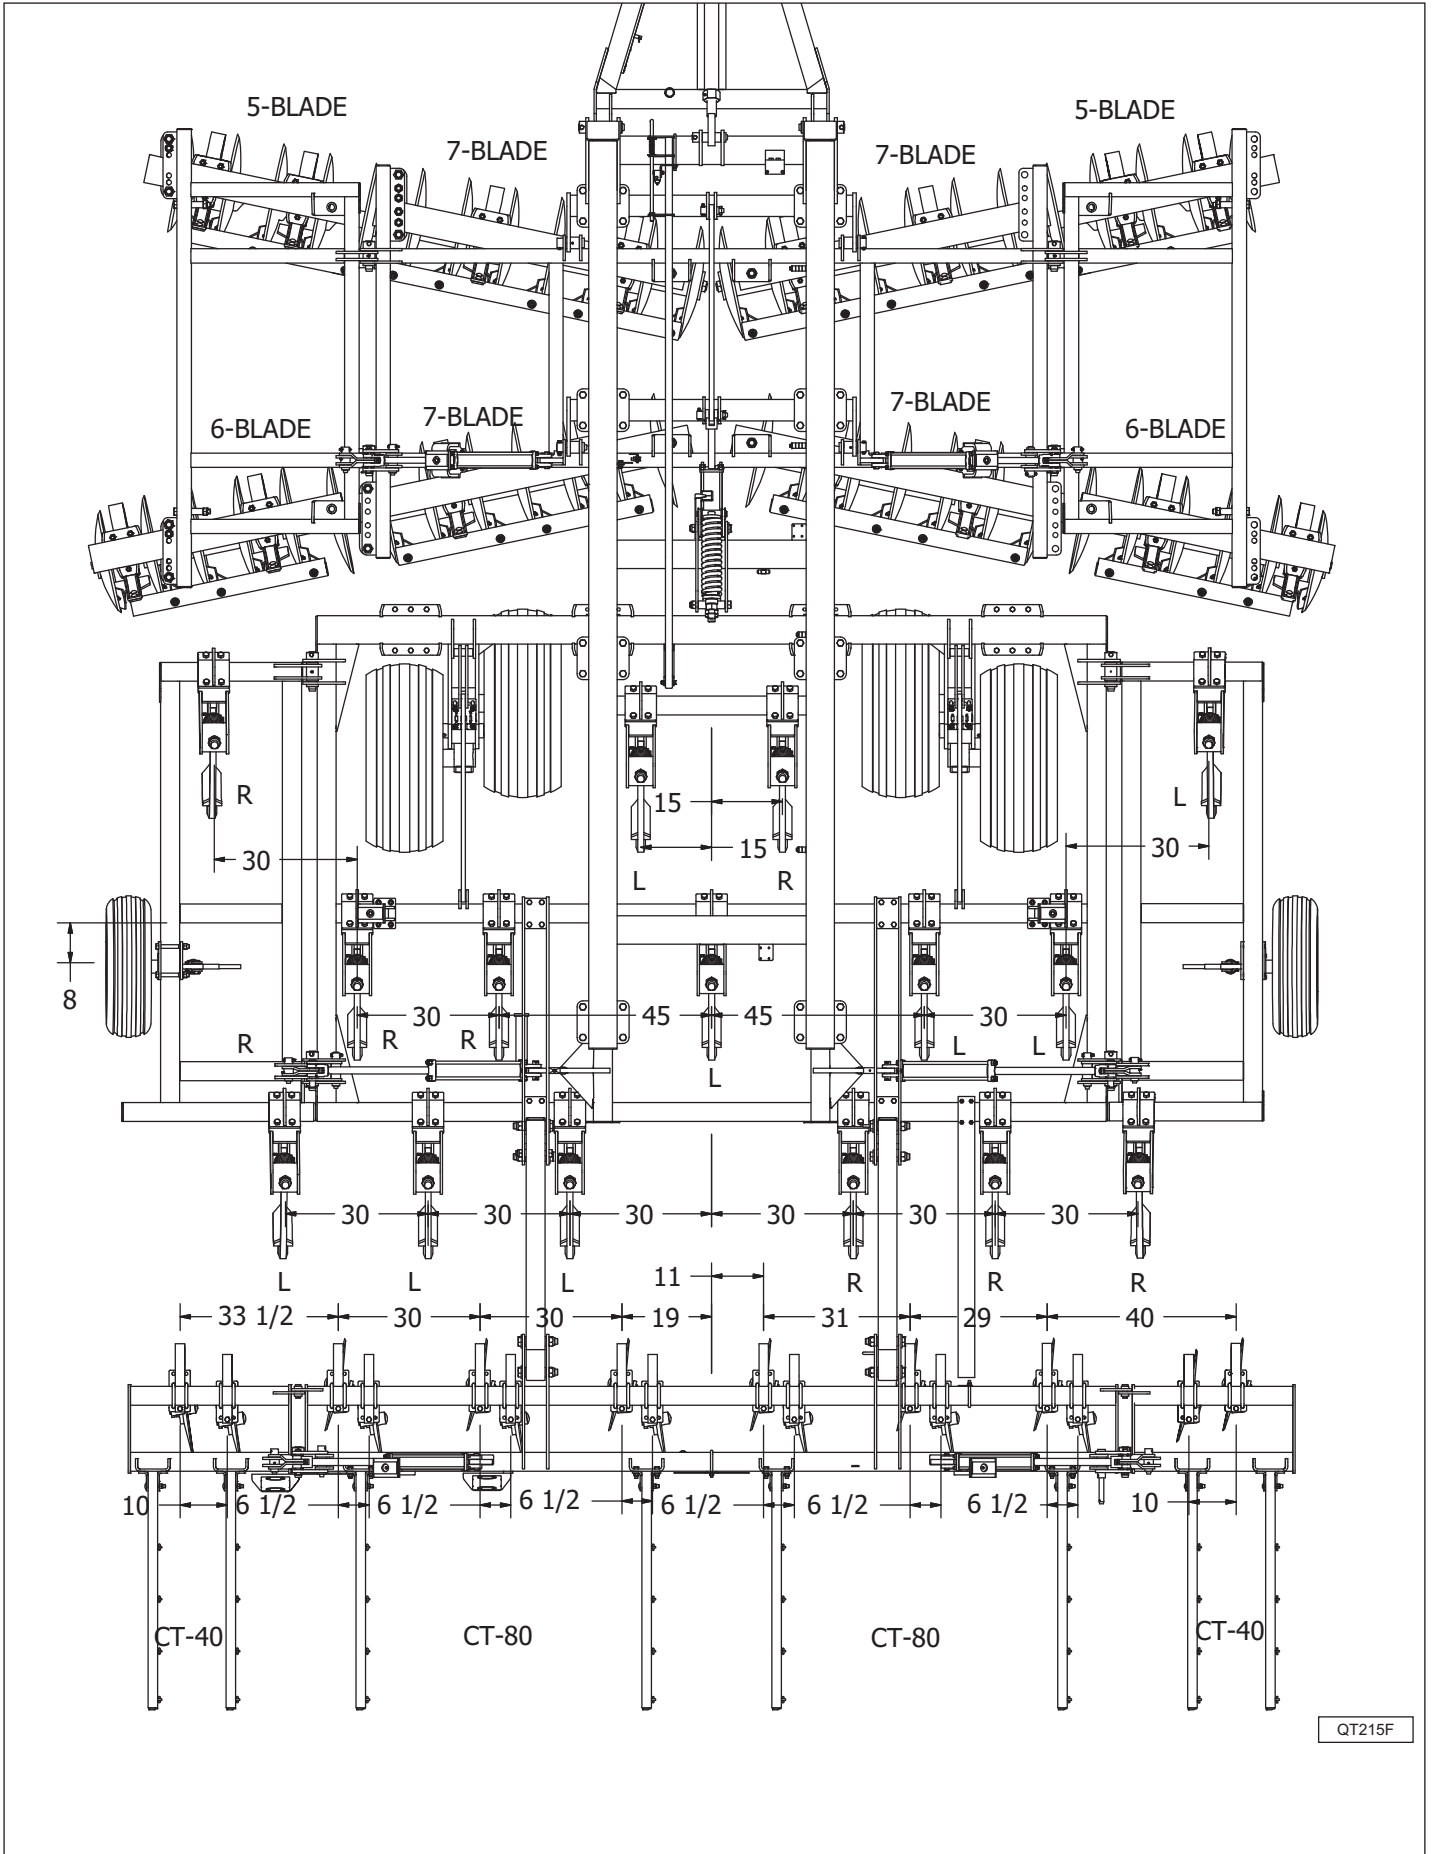 5-BLADE
5-BLADE
7-BLADE
7-BLADE
7-BLADE
7-BLADE
6-BLADE
6-BLADE
R
15
L
30
15
30
L
R
8
30
45
45
30
R
R
R
L
L
L
30
30
30
30
30
30
L
L
L
R
R
R
11
33 1/2
30
30
19
31
29
40
10
6 1/2
6 1/2
6 1/2
6 1/2
6 1/2
6 1/2
10
CT-40
CT-80
CT-80
CT-40
QT215F